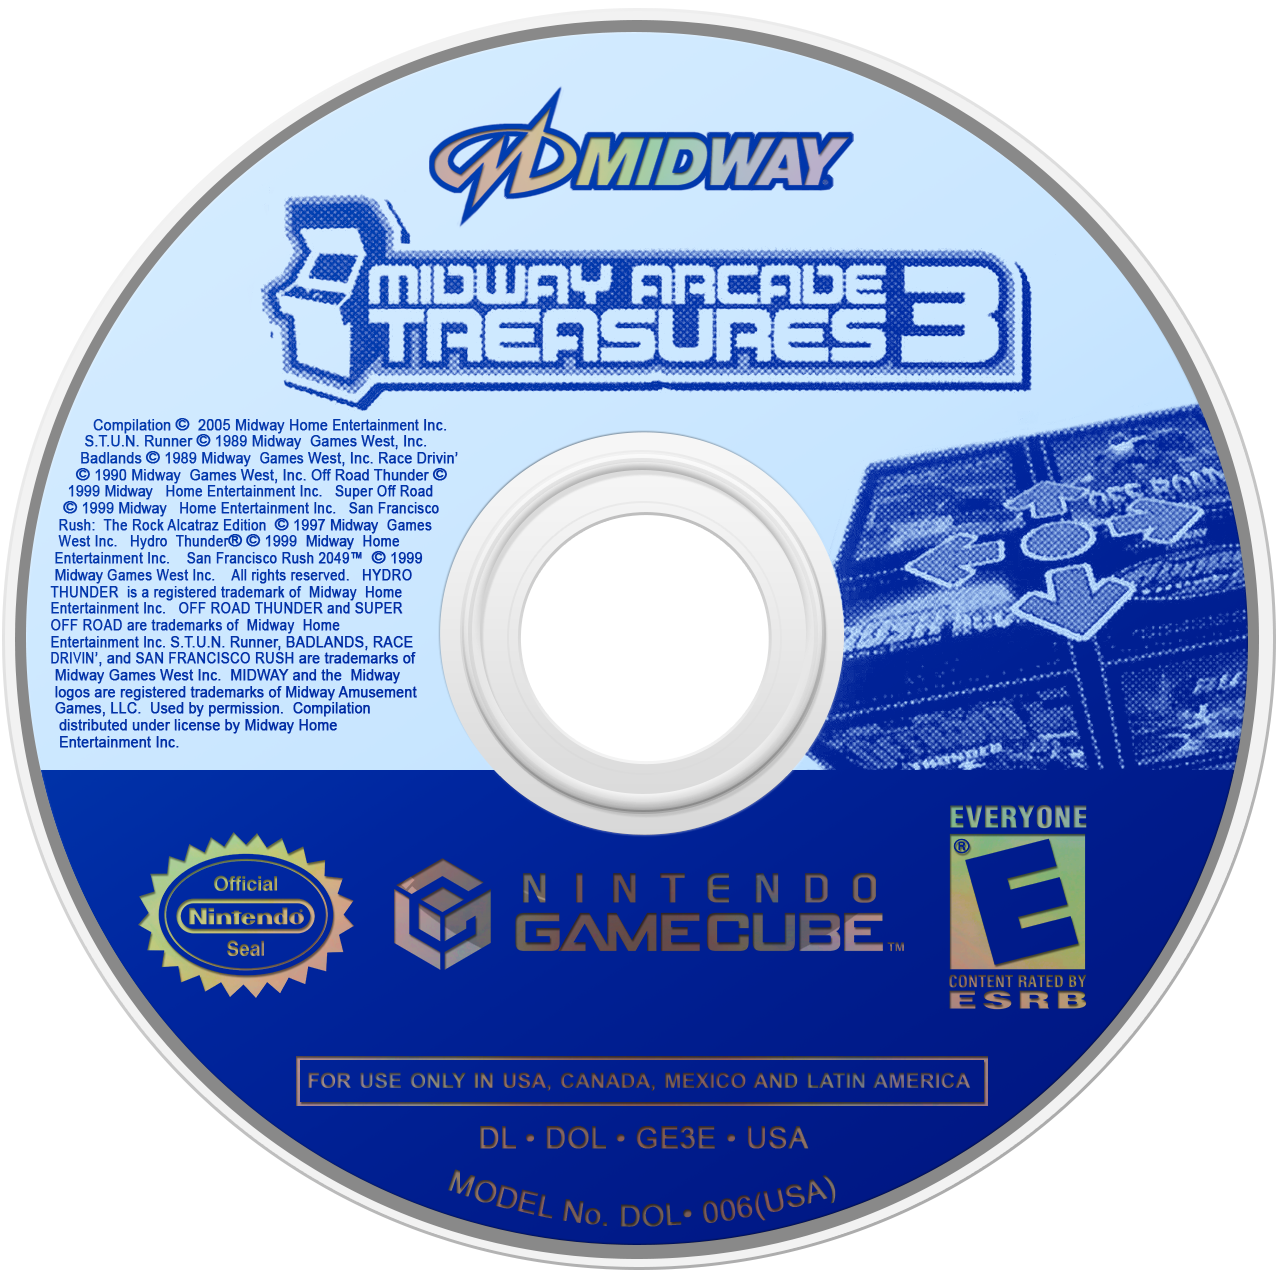 MIDWAY
MIDWAY ARCADE
TREASURES 3
Compilation © 2005 Midway Home Entertainment Inc.
S.T.U.N. Runner © 1989 Midway Games West, Inc.
Badlands © 1989 Midway Games West, Inc. Race Drivin'
© 1990 Midway Games West, Inc. Off Road Thunder ©
1999 Midway Home Entertainment Inc. Super Off Road
© 1999 Midway Home Entertainment Inc. San Francisco
Rush: The Rock Alcatraz Edition © 1997 Midway Games
West Inc. Hydro Thunder® © 1999 Midway Home
Entertainment Inc. San Francisco Rush 2049™ © 1999
Midway Games West Inc. All rights reserved. HYDRO
THUNDER is a registered trademark of Midway Home
Entertainment Inc. OFF ROAD THUNDER and SUPER
OFF ROAD are trademarks of Midway Home
Entertainment Inc. S.T.U.N. Runner, BADLANDS, RACE
DRIVIN', and SAN FRANCISCO RUSH are trademarks of
Midway Games West Inc. MIDWAY and the Midway
logos are registered trademarks of Midway Amusement
Games, LLC. Used by permission. Compilation
distributed under license by Midway Home
Entertainment Inc.
THUNDER
Official
Nintendo
Seal
NINTENDO
GAMECUBE™
EVERYONE
E®
CONTENT RATED BY
ESRB
FOR USE ONLY IN USA, CANADA, MEXICO AND LATIN AMERICA
DL • DOL • GE3E • USA
MODEL No. DOL• 006(USA)